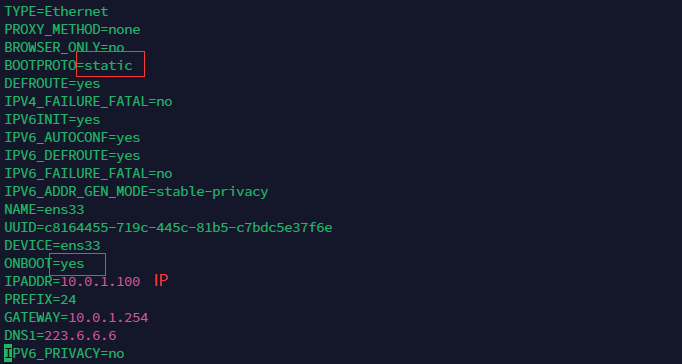 TYPE=Ethernet
PROXY_METHOD=none
BROWSER_ONLY=no
BOOTPROTO=static
DEFROUTE=yes
IPV4_FAILURE_FATAL=no
IPV6INIT=yes
IPV6_AUTOCONF=yes
IPV6_DEFROUTE=yes
IPV6_FAILURE_FATAL=no
IPV6_ADDR_GEN_MODE=stable-privacy
NAME=ens33
UUID=c8164455-719c-445c-81b5-c7bdc5e37f6e
DEVICE=ens33
ONBOOT=yes
IPADDR=10.0.1.100 IP
PREFIX=24
GATEWAY=10.0.1.254
DNS1=223.6.6.6
IPV6_PRIVACY=no